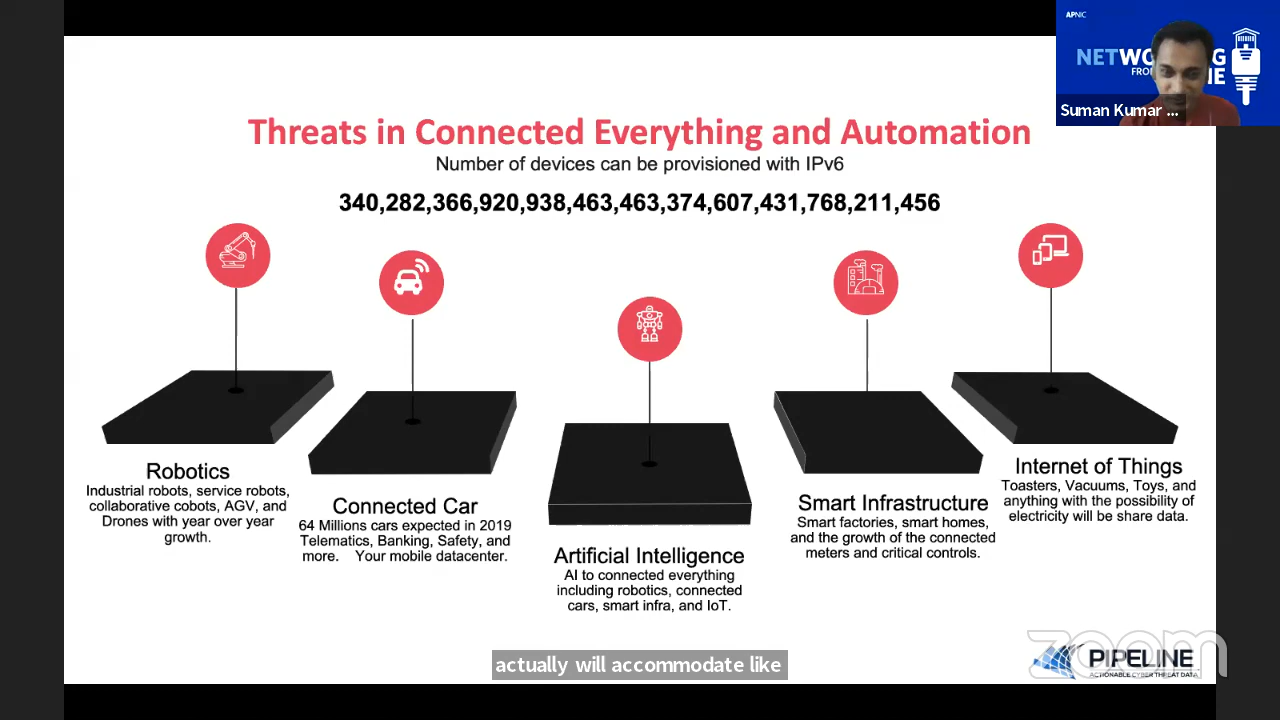 APNIC
NETWO
G
FRO
NE
Suman Kumar ...
Threats in Connected Everything and Automation
Number of devices can be provisioned with IPv6
340,282,366,920,938,463,463,374,607,431,768,211,456
Robotics
Industrial robots, service robots,
collaborative cobots, AGV, and
Drones with year over year
growth.
Connected Car
64 Millions cars expected in 2019
Telematics, Banking, Safety, and
more. Your mobile datacenter.
Artificial Intelligence
AI to connected everything
including robotics, connected
cars, smart infra, and IoT.
Smart Infrastructure
Smart factories, smart homes,
and the growth of the connected
meters and critical controls.
Internet of Things
Toasters, Vacuums, Toys, and
anything with the possibility of
electricity will be share data.
actually will accommodate like
zoom
PIPELINE
ACTIONABLE CYBER THREAT DATA